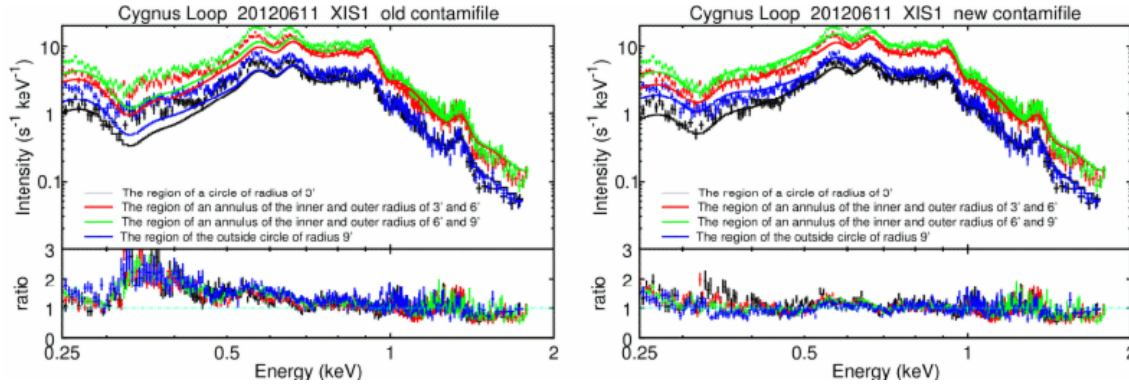 Cygnus Loop 20120611 XIS1 old contamifile
Intensity (s⁻¹ keV⁻¹)
10
1
0.1
The region of a circle of radius of 3'
The region of an annulus of the inner and outer radius of 3' and 6'
The region of an annulus of the inner and outer radius of 6' and 9'
The region of the outside circle of radius 9'
ratio
3
2
1
0
0.25
0.5
1
2
Energy (keV)
Cygnus Loop 20120611 XIS1 new contamifile
Intensity (s⁻¹ keV⁻¹)
10
1
0.1
The region of a circle of radius of 3'
The region of an annulus of the inner and outer radius of 3' and 6'
The region of an annulus of the inner and outer radius of 6' and 9'
The region of the outside circle of radius 9'
ratio
3
2
1
0
0.25
0.5
1
2
Energy (keV)